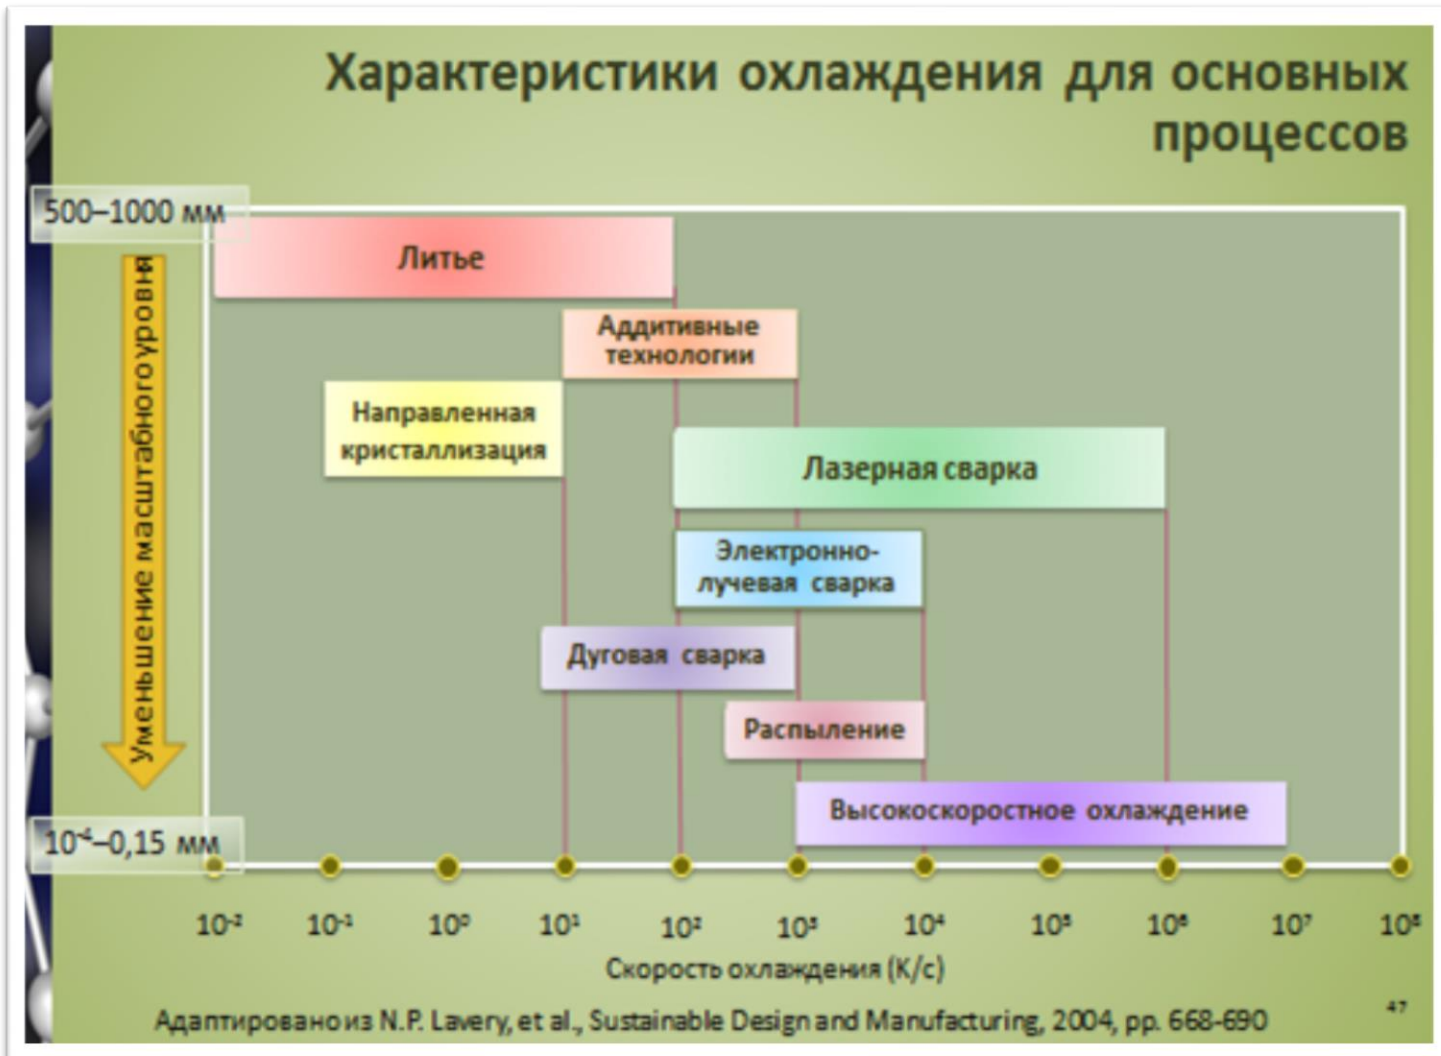 Характеристики охлаждения для основных
процессов
500–1000 мм
Уменьшение масштабного уровня
Литье
Аддитивные
технологии
Направленная
кристаллизация
Лазерная сварка
Электронно-
лучевая сварка
Дуговая сварка
Распыление
Высокоскоростное охлаждение
10⁻⁴–0,15 мм
10⁻² 10⁻¹ 10⁰ 10¹ 10² 10³ 10⁴ 10⁵ 10⁶ 10⁷ 10⁸
Скорость охлаждения (К/с)
Адаптировано из N.P. Lavery, et al., Sustainable Design and Manufacturing, 2004, pp. 668-690
47